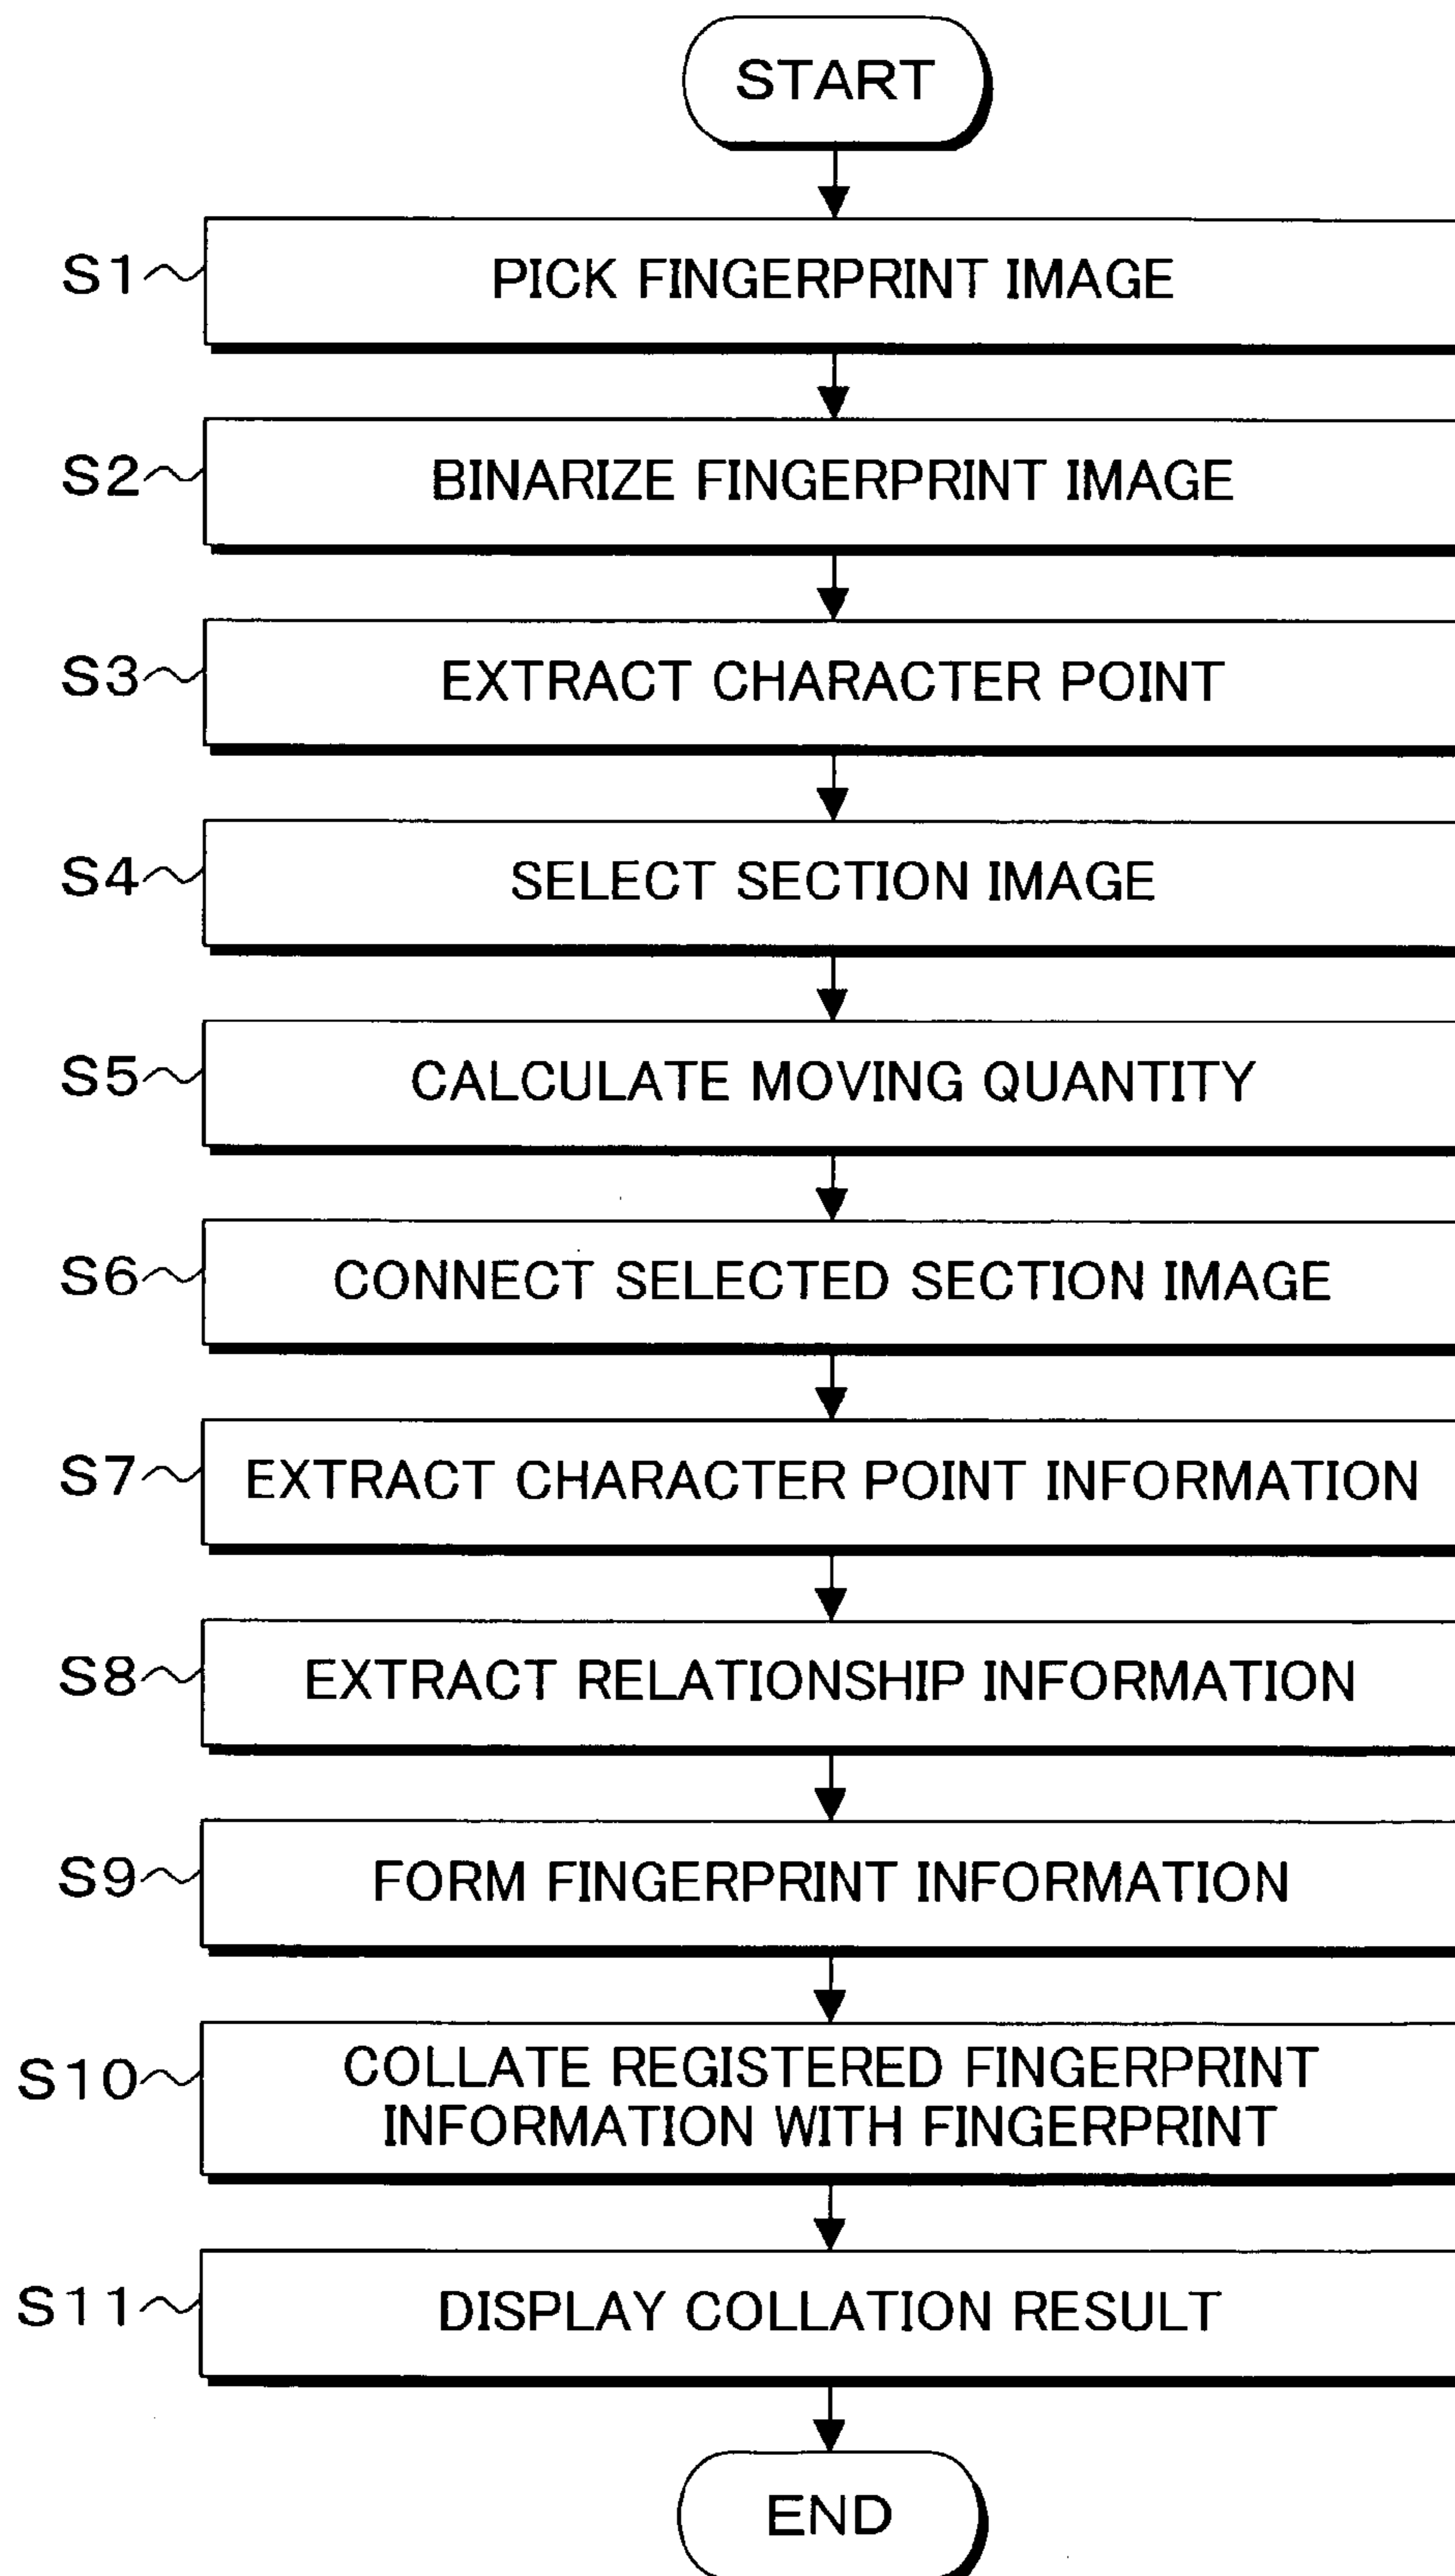 START
S1 PICK FINGERPRINT IMAGE
S2 BINARIZE FINGERPRINT IMAGE
S3 EXTRACT CHARACTER POINT
S4 SELECT SECTION IMAGE
S5 CALCULATE MOVING QUANTITY
S6 CONNECT SELECTED SECTION IMAGE
S7 EXTRACT CHARACTER POINT INFORMATION
S8 EXTRACT RELATIONSHIP INFORMATION
S9 FORM FINGERPRINT INFORMATION
S10 COLLATE REGISTERED FINGERPRINT
INFORMATION WITH FINGERPRINT
S11 DISPLAY COLLATION RESULT
END